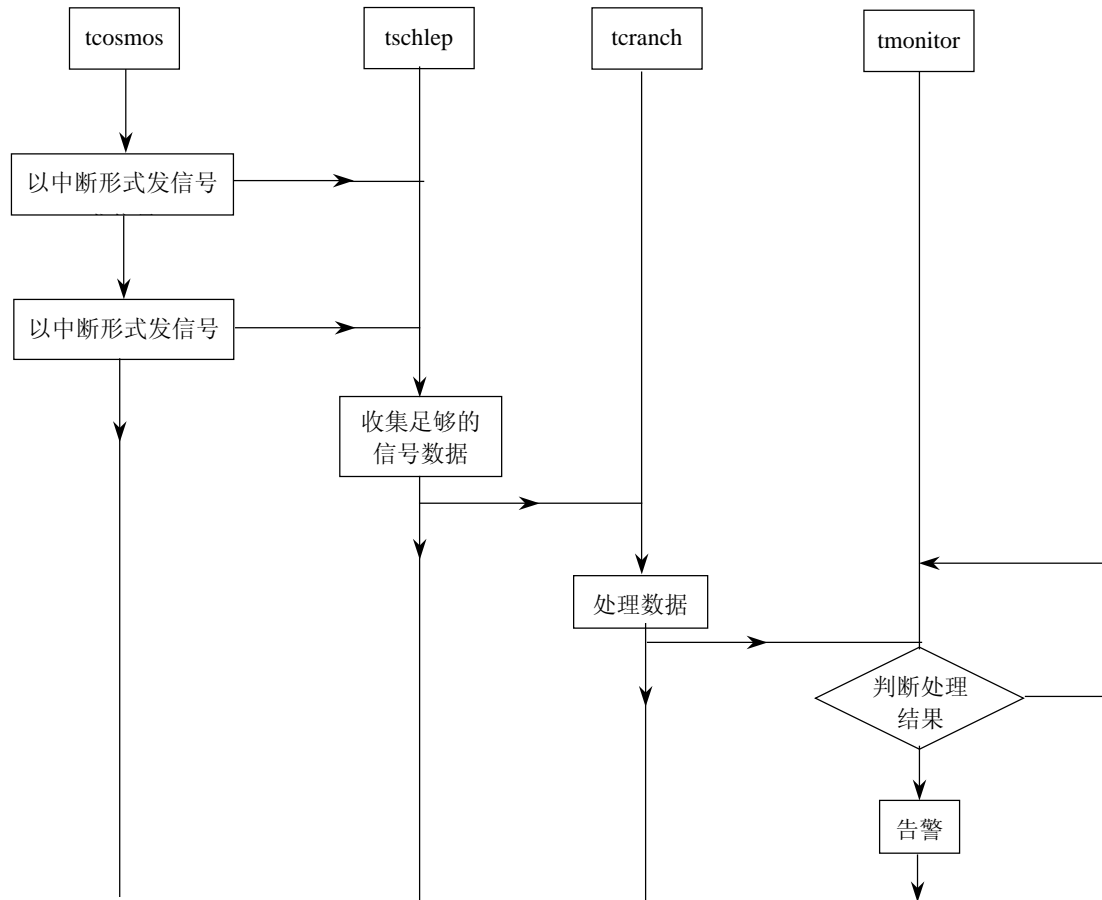 tcosmos
tschlep
tcranch
tmonitor
以中断形式发信号
以中断形式发信号
收集足够的
信号数据
处理数据
判断处理
结果
告警